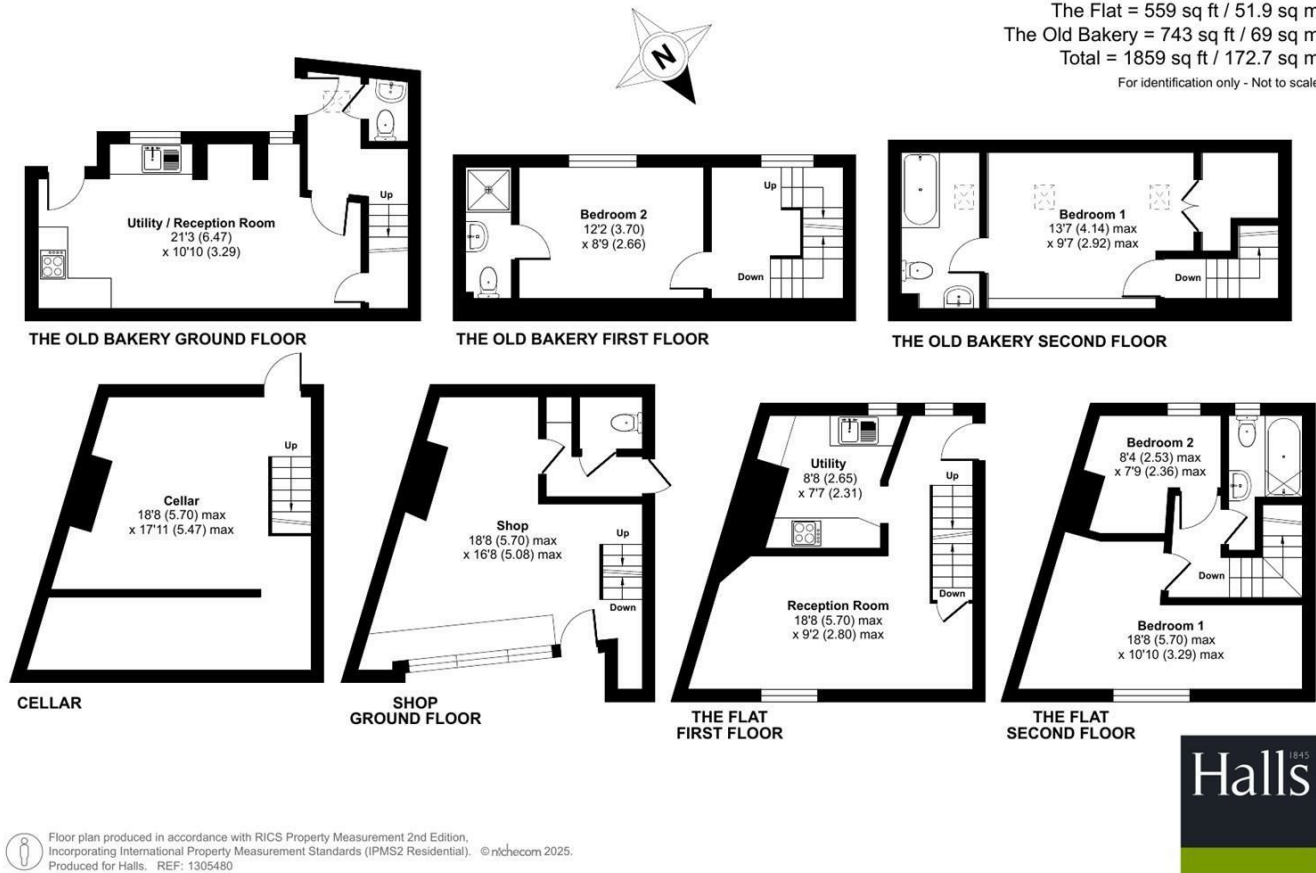 The Flat = 559 sq ft / 51.9 sq m
The Old Bakery = 743 sq ft / 69 sq m
Total = 1859 sq ft / 172.7 sq m
For identification only - Not to scale
N
Up
Utility / Reception Room
21'3 (6.47)
x 10'10 (3.29)
THE OLD BAKERY GROUND FLOOR
Up
Bedroom 2
12'2 (3.70)
x 8'9 (2.66)
Down
THE OLD BAKERY FIRST FLOOR
Bedroom 1
13'7 (4.14) max
x 9'7 (2.92) max
Down
THE OLD BAKERY SECOND FLOOR
Up
Cellar
18'8 (5.70) max
x 17'11 (5.47) max
CELLAR
Shop
18'8 (5.70) max
x 16'8 (5.08) max
Up
Down
SHOP
GROUND FLOOR
Utility
8'8 (2.65)
x 7'7 (2.31)
Up
Down
Reception Room
18'8 (5.70) max
x 9'2 (2.80) max
THE FLAT
FIRST FLOOR
Bedroom 2
8'4 (2.53) max
x 7'9 (2.36) max
Down
Bedroom 1
18'8 (5.70) max
x 10'10 (3.29) max
THE FLAT
SECOND FLOOR
Halls 1845
Floor plan produced in accordance with RICS Property Measurement 2nd Edition,
Incorporating International Property Measurement Standards (IPMS2 Residential). © nichecom 2025.
Produced for Halls. REF: 1305480